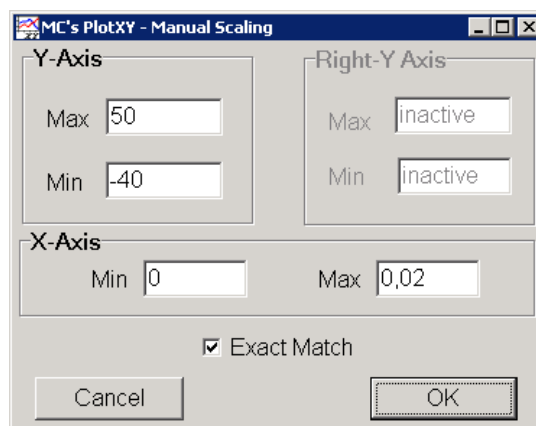 MC's PlotXY - Manual Scaling
Y-Axis
Max 50
Min -40
Right-Y Axis
Max inactive
Min inactive
X-Axis
Min 0 Max 0,02
Exact Match
Cancel OK